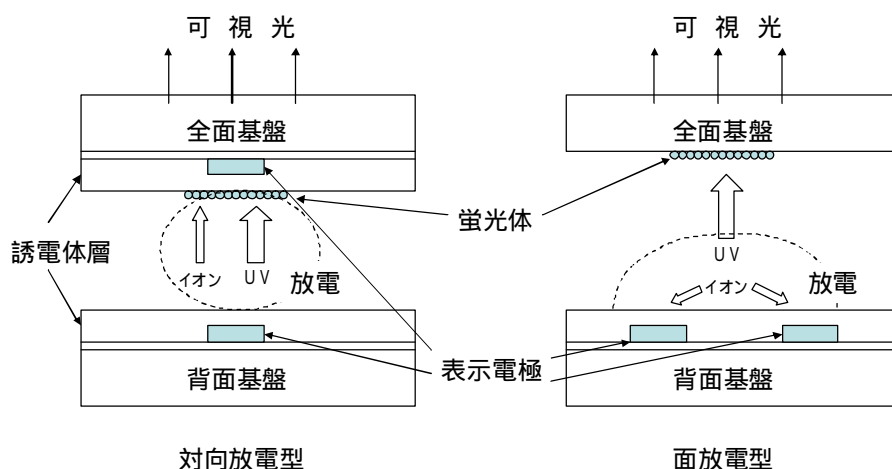 可 視 光
全面基盤
誘電体層
イオン
UV
放電
背面基盤
対向放電型
蛍光体
表示電極
可 視 光
全面基盤
UV
イオン
放電
背面基盤
面放電型